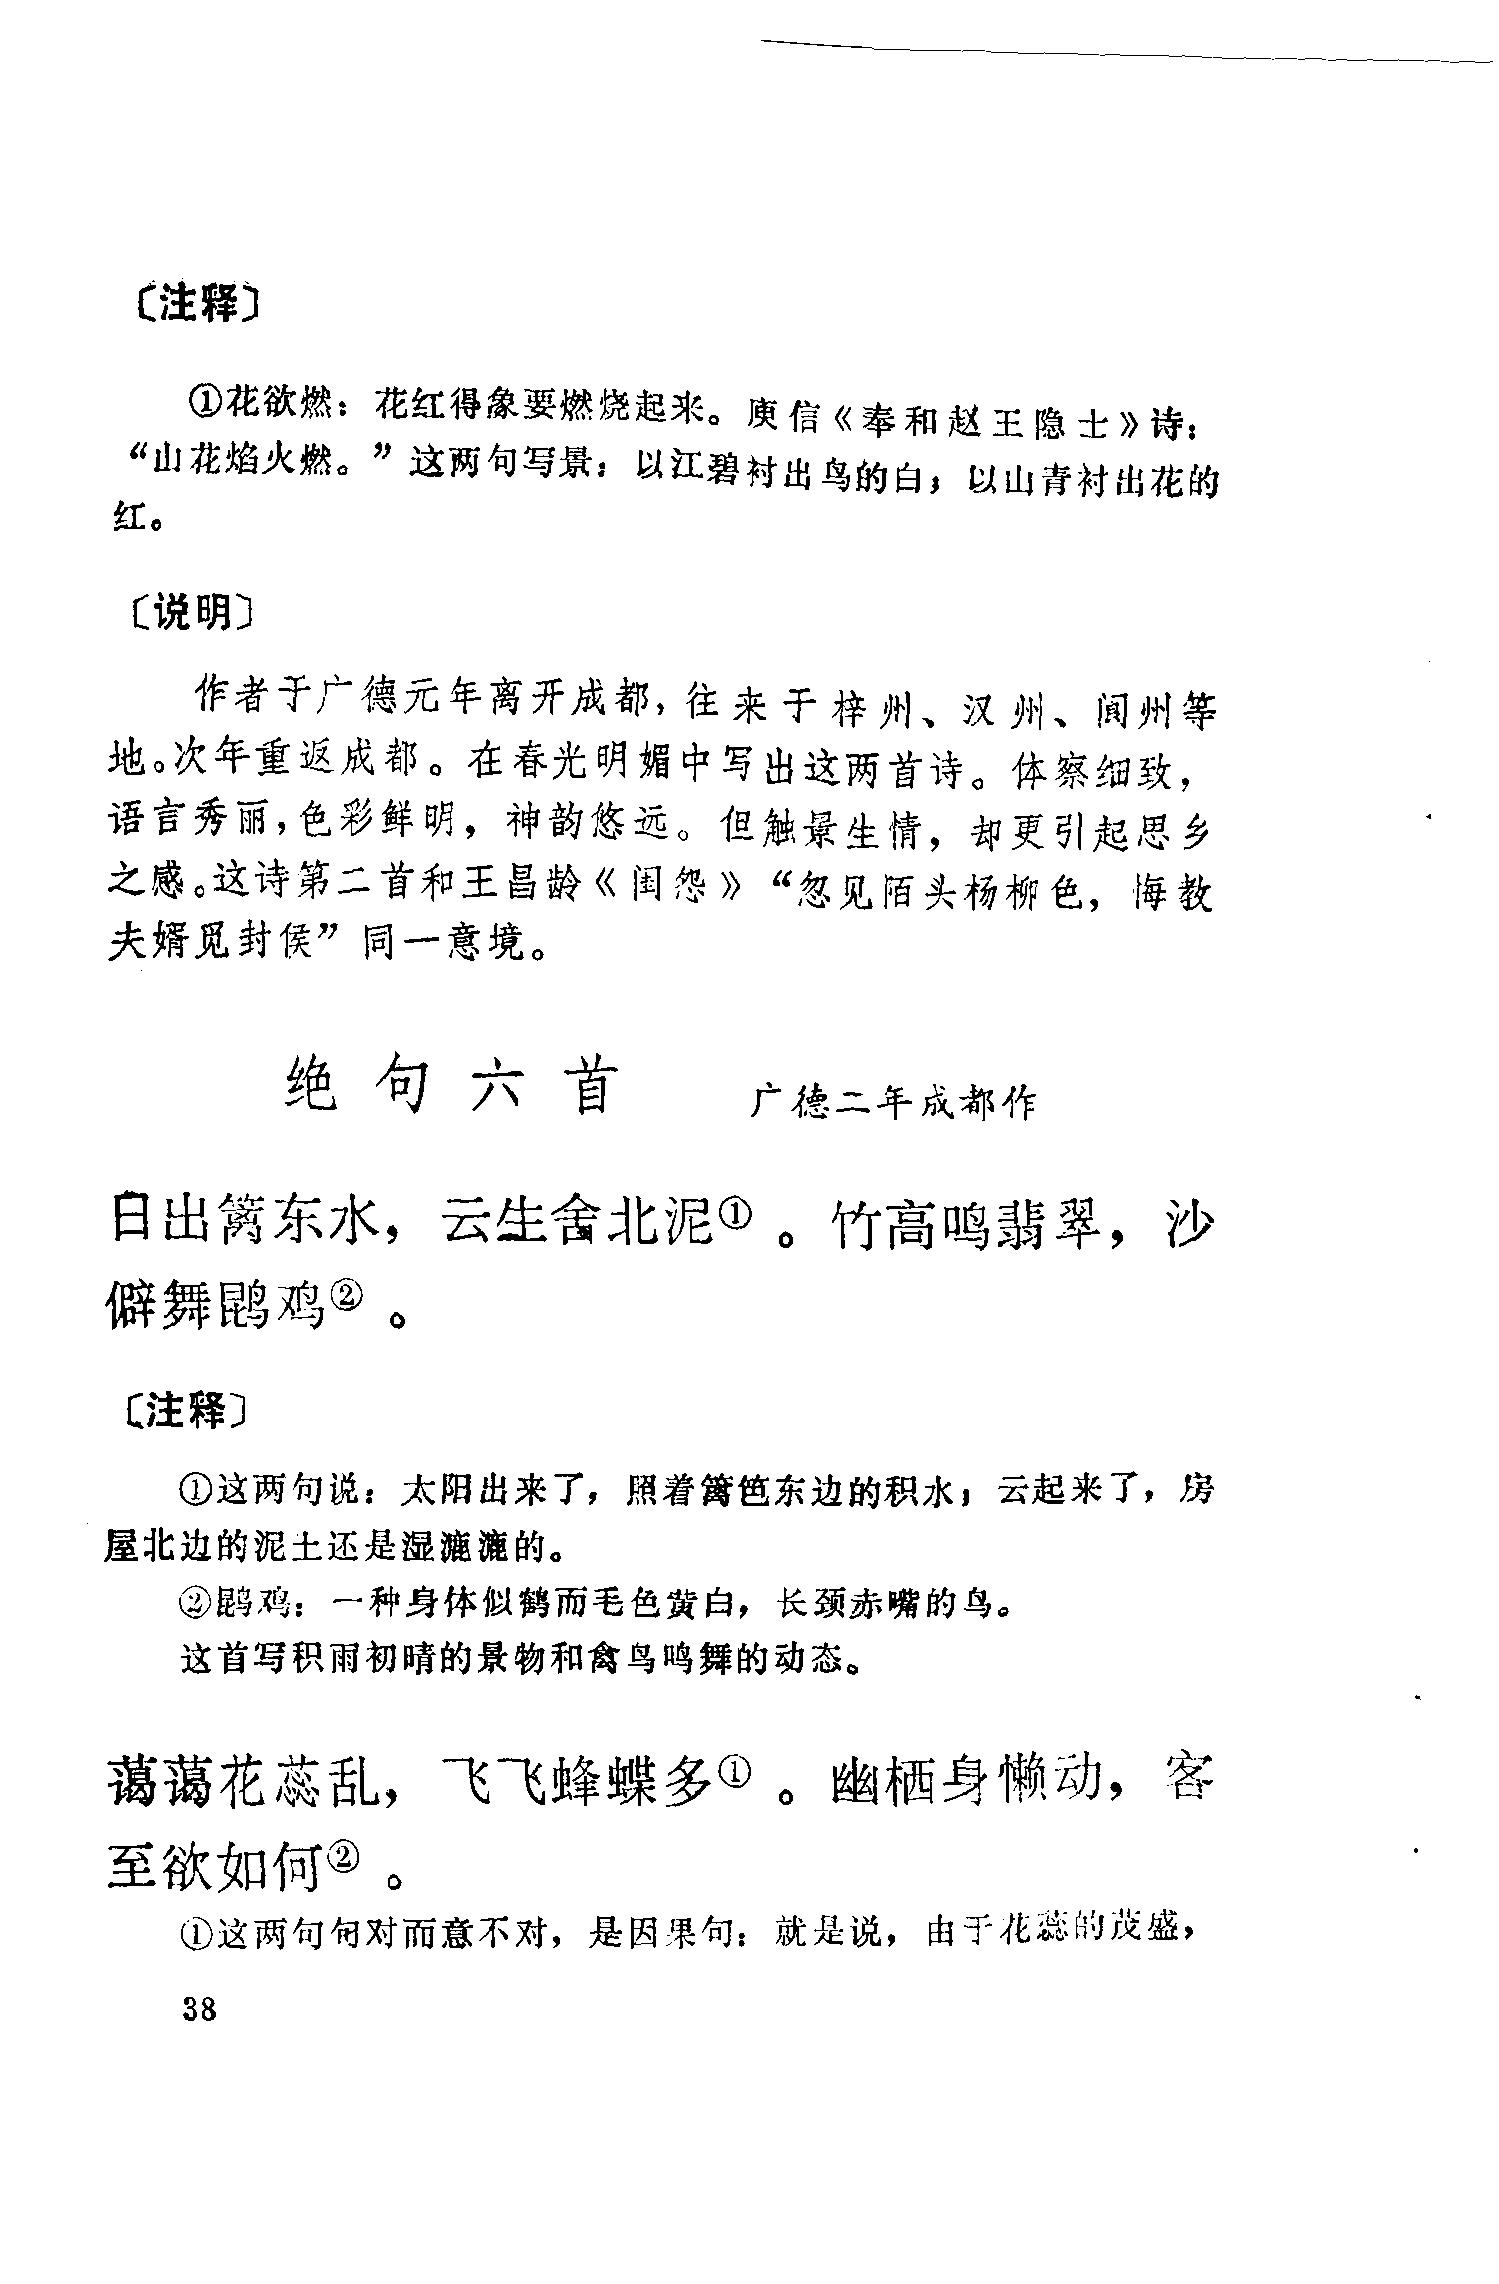 〔注释〕
①花欲燃：花红得象要燃烧起来。庾信《奉和赵王隐士》诗：
“山花焰火燃。”这两句写景：以江碧衬出鸟的白；以山青衬出花的
红。
〔说明〕
作者于广德元年离开成都，往来于梓州、汉州、阆州等
地。次年重返成都。在春光明媚中写出这两首诗。体察细致，
语言秀丽，色彩鲜明，神韵悠远。但触景生情，却更引起思乡
之感。这诗第二首和王昌龄《闺怨》“忽见陌头杨柳色，悔教
夫婿觅封侯”同一意境。
绝句六首 广德二年成都作
日出篱东水，云生舍北泥①。竹高鸣翡翠，沙
僻舞鹍鸡②。
〔注释〕
①这两句说：太阳出来了，照着篱笆东边的积水；云起来了，房
屋北边的泥土还是湿漉漉的。
②鹍鸡：一种身体似鹤而毛色黄白，长颈赤嘴的鸟。
这首写积雨初晴的景物和禽鸟鸣舞的动态。
蔼蔼花蕊乱，飞飞蜂蝶多①。幽栖身懒动，客
至欲如何②。
①这两句句对而意不对，是因果句：就是说，由于花蕊的茂盛，
38